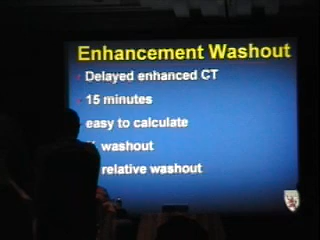 Enhancement Washout
Delayed enhanced CT
15 minutes
easy to calculate
% washout
relative washout